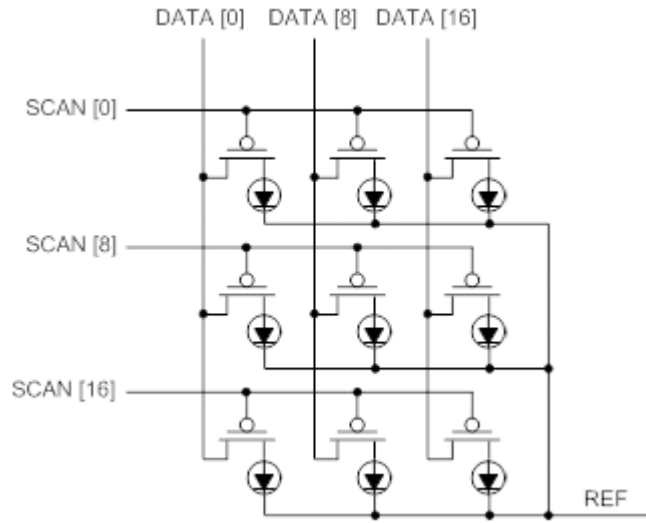 DATA [0] DATA [8] DATA [16]
SCAN [0]
SCAN [8]
SCAN [16]
REF